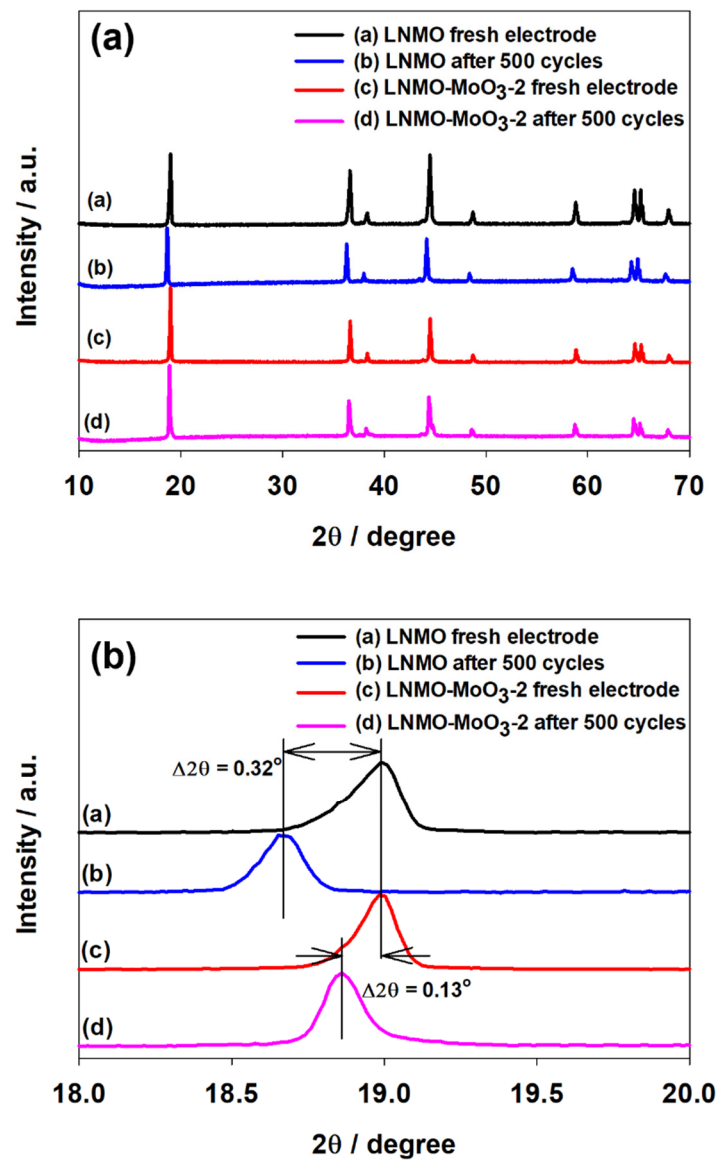 (a)
(a) LNMO fresh electrode
(b) LNMO after 500 cycles
(c) LNMO-MoO₃-2 fresh electrode
(d) LNMO-MoO₃-2 after 500 cycles
Intensity / a.u.
(a)
(b)
(c)
(d)
10 20 30 40 50 60 70
2θ / degree
(b)
(a) LNMO fresh electrode
(b) LNMO after 500 cycles
(c) LNMO-MoO₃-2 fresh electrode
(d) LNMO-MoO₃-2 after 500 cycles
Δ2θ = 0.32°
Intensity / a.u.
(a)
(b)
(c)
Δ2θ = 0.13°
(d)
18.0 18.5 19.0 19.5 20.0
2θ / degree